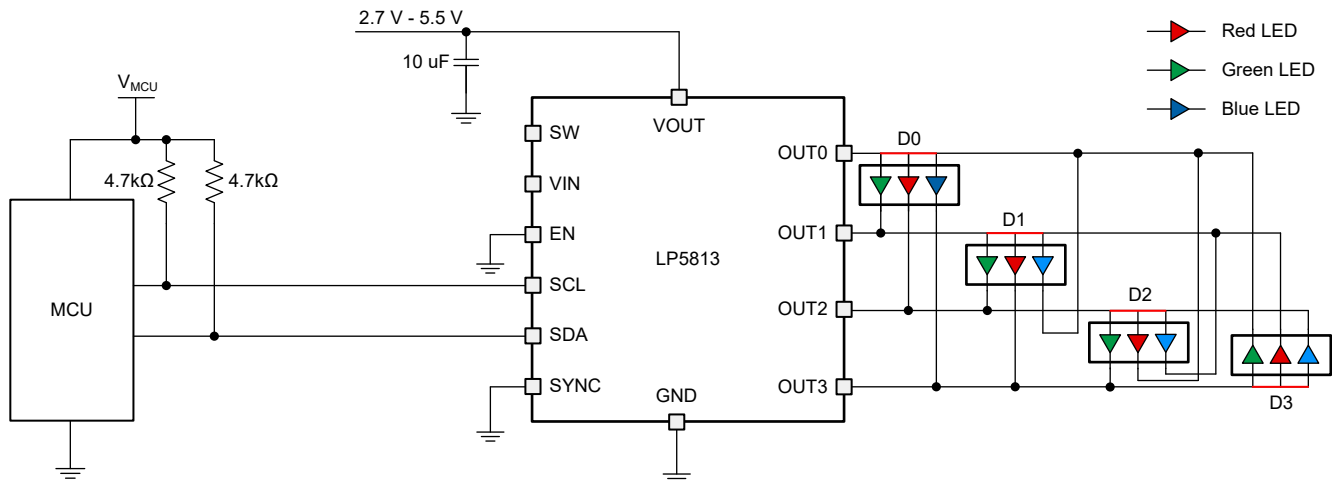 2.7 V - 5.5 V
10 uF
V_MCU
4.7kΩ
4.7kΩ
MCU
SW
VIN
EN
SCL
SDA
SYNC
VOUT
LP5813
GND
OUT0
OUT1
OUT2
OUT3
D0
D1
D2
D3
Red LED
Green LED
Blue LED